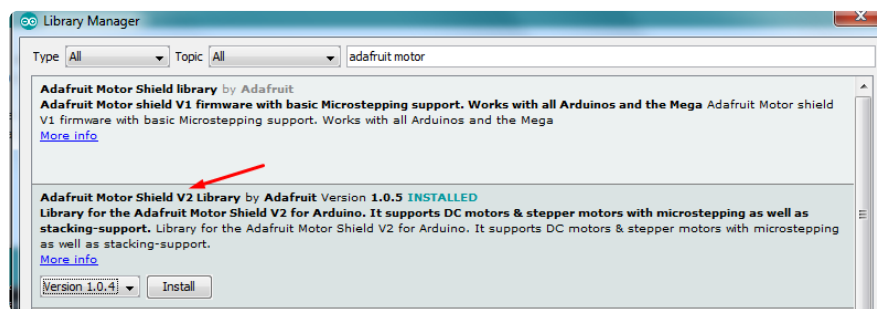 Library Manager
Type All Topic All adafruit motor
Adafruit Motor Shield library by Adafruit
Adafruit Motor shield V1 firmware with basic Microstepping support. Works with all Arduinos and the Mega Adafruit Motor shield
V1 firmware with basic Microstepping support. Works with all Arduinos and the Mega
More info
Adafruit Motor Shield V2 Library by Adafruit Version 1.0.5 INSTALLED
Library for the Adafruit Motor Shield V2 for Arduino. It supports DC motors & stepper motors with microstepping as well as
stacking-support. Library for the Adafruit Motor Shield V2 for Arduino. It supports DC motors & stepper motors with microstepping
as well as stacking-support.
More info
Version 1.0.4 Install